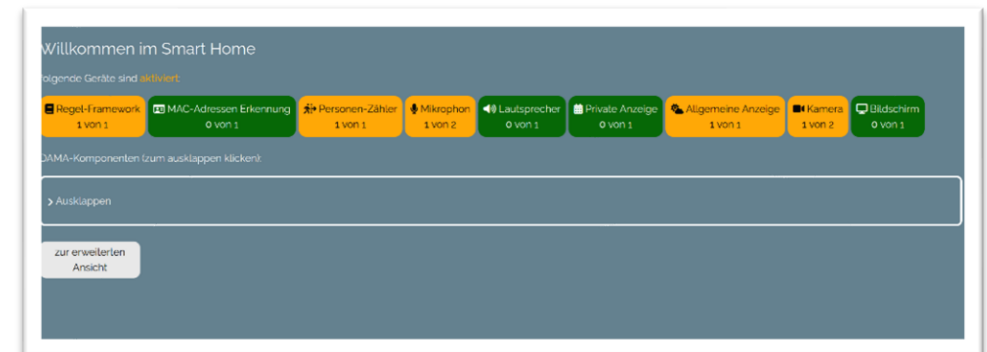 Willkommen im Smart Home
folgende Geräte sind aktiviert:
Regel-Framework
1 von 1
MAC-Adressen Erkennung
0 von 1
Personen-Zähler
1 von 1
Mikrophon
1 von 2
Lautsprecher
0 von 1
Private Anzeige
0 von 1
Allgemeine Anzeige
1 von 1
Kamera
1 von 2
Bildschirm
0 von 1
DAMA-Komponenten (zum ausklappen klicken):
Ausklappen
zur erweiterten
Ansicht